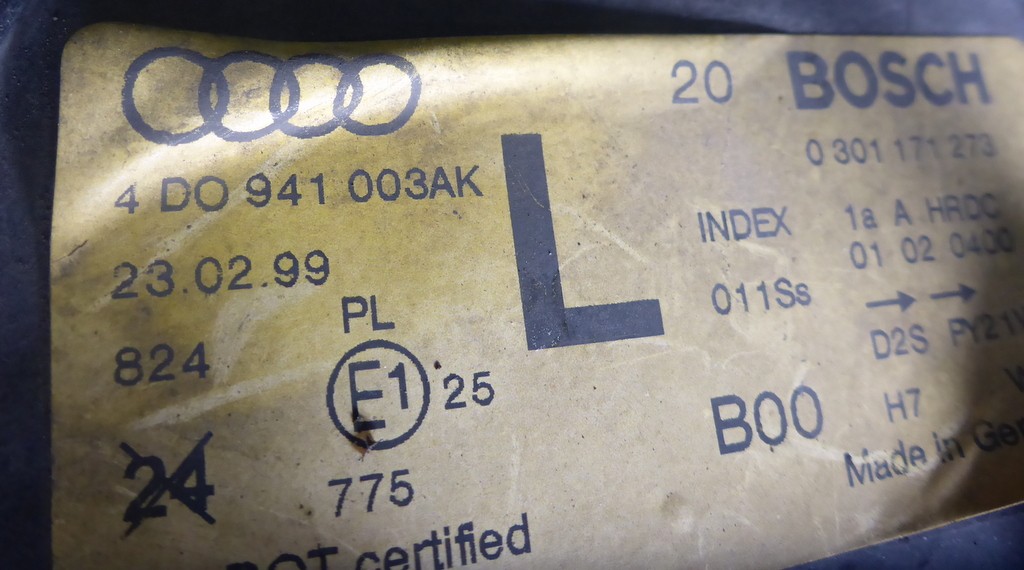 20 BOSCH
4 DO 941 003AK
0 301 171 273
L
INDEX 1a A HRDC
01 02 0400
23.02.99
011Ss
PL
D2S
824
E1 25
B00 H7
24
Made in
775
certified